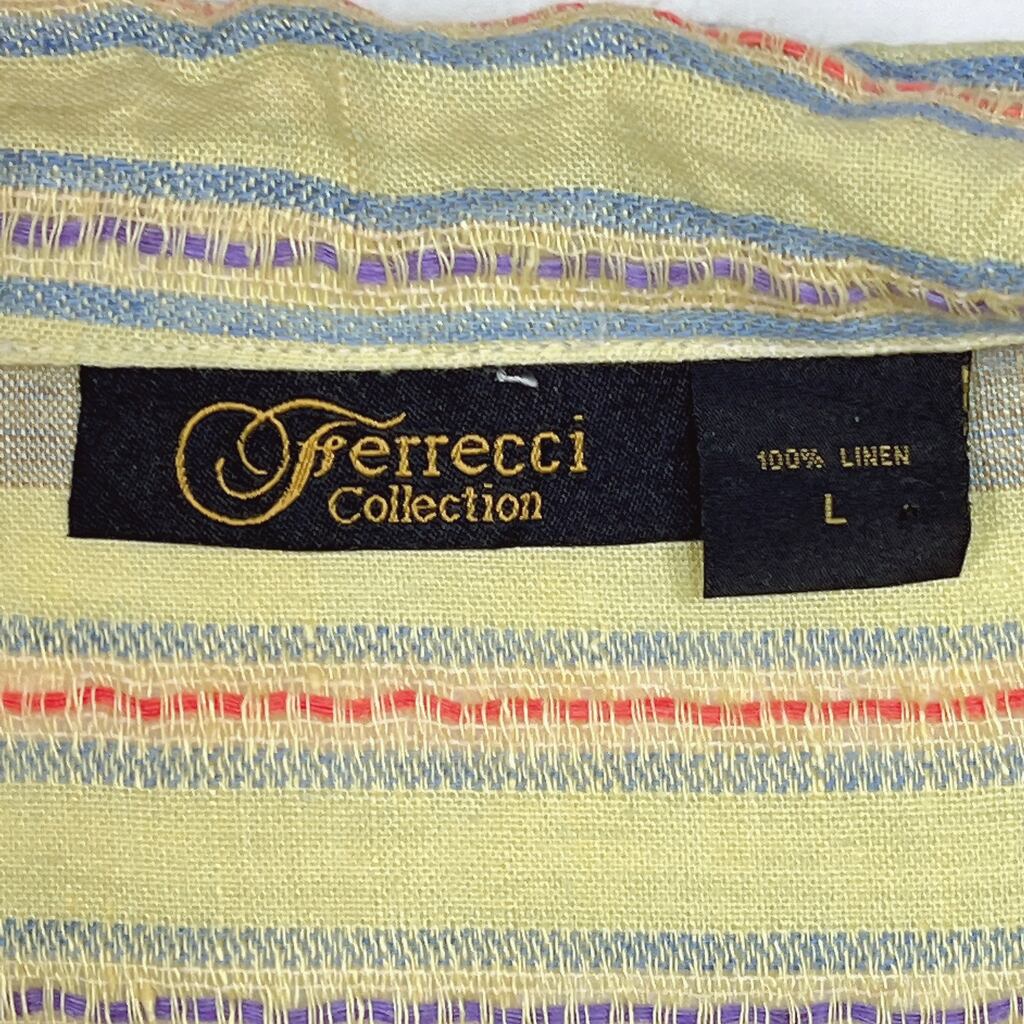 Ferrecci
Collection
100% LINEN
L